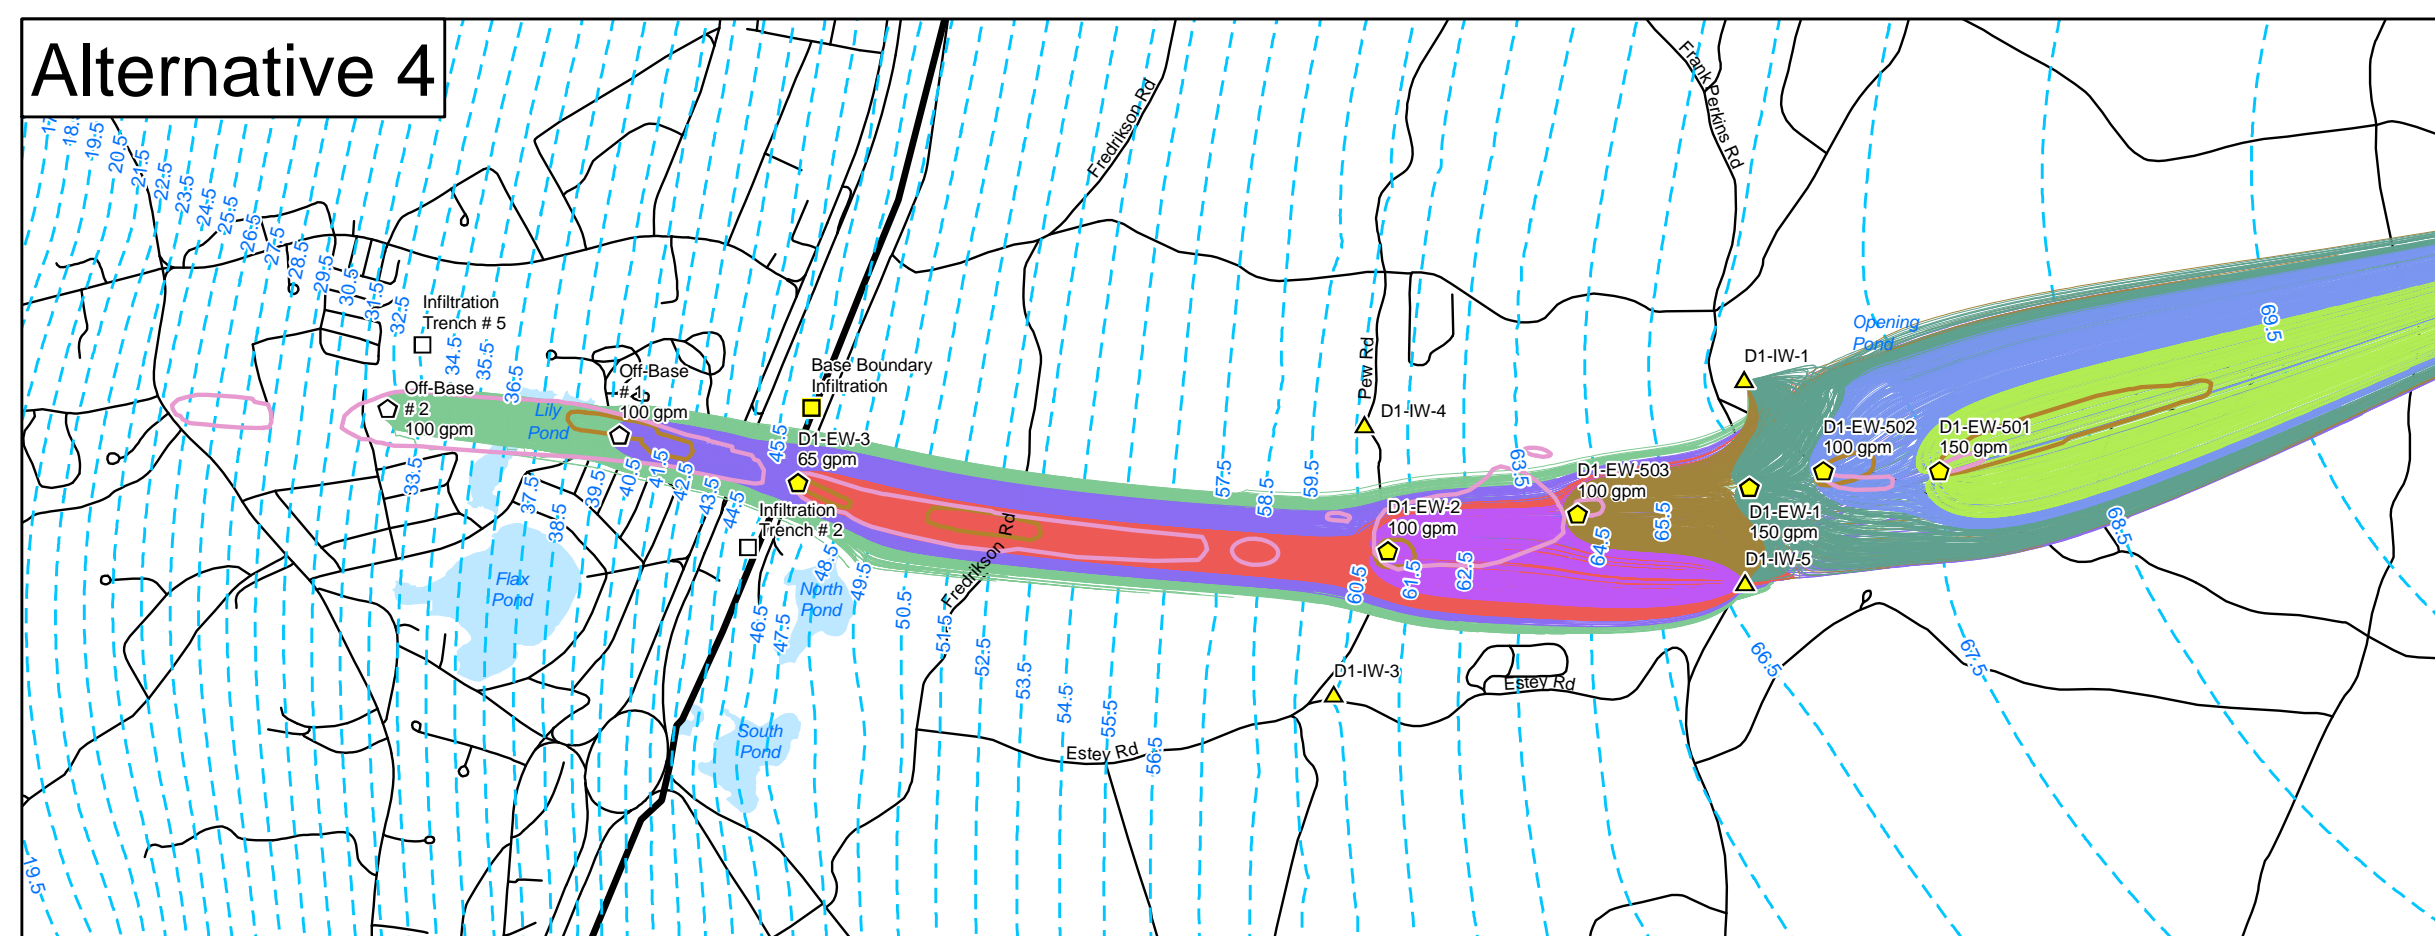 Alternative 4
17
18.
19.5
20.5
21.5
22.5
23.5
24.5
25.5
26.5
27.5
28.5
29.5
30.5
31.5
32.5
Infiltration
Trench # 5
34.5
35.5
36.5
Off-Base
# 2
100 gpm
Lily
Pond
Off-Base
# 1
100 gpm
Base Boundary
Infiltration
45.5
D1-EW-3
65 gpm
33.5
37.5
38.5
39.5
40.5
41.5
42.5
43.5
44.5
Infiltration
Trench # 2
Flax
Pond
North
Pond
South
Pond
46.5
47.5
48.5
49.5
50.5
51.5
52.5
53.5
54.5
55.5
56.5
Fredrikson Rd
Fredrikson Rd
Estey Rd
57.5
58.5
59.5
Pew Rd
D1-IW-4
D1-EW-2
100 gpm
60.5
61.5
62.5
63.5
D1-IW-3
Estey Rd
D1-EW-503
100 gpm
64.5
65.5
Frank Perkins Rd
D1-IW-1
Opening
Pond
D1-EW-502
100 gpm
D1-EW-501
150 gpm
D1-EW-1
150 gpm
D1-IW-5
66.5
67.5
68.5
69.5
19.5